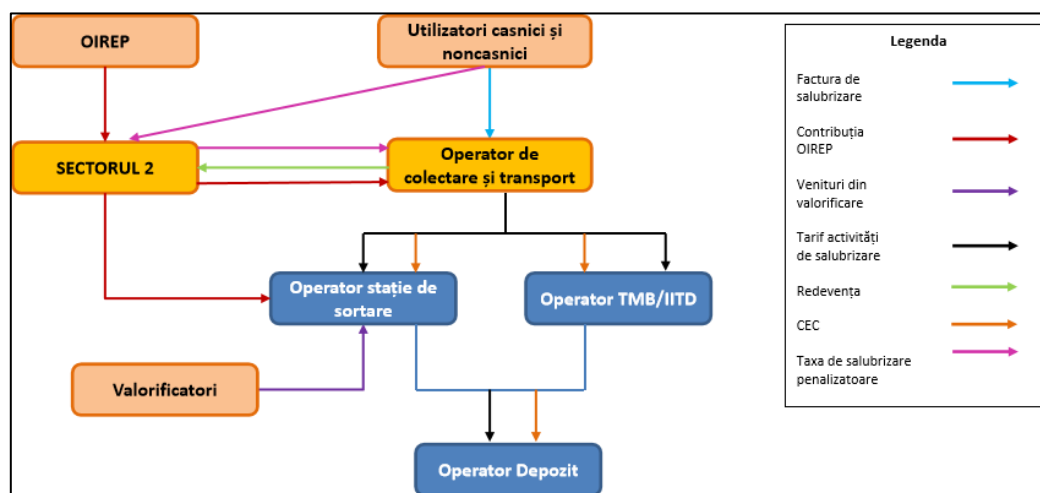 OIREP
Utilizatori casnici și
noncasnici
SECTORUL 2
Operator de
colectare și transport
Operator stație de
sortare
Operator TMB/IITD
Valorificatori
Operator Depozit
Legenda
Factura de
salubrizare
Contribuția
OIREP
Venituri din
valorificare
Tarif activități
de salubrizare
Redevența
CEC
Taxa de salubrizare
penalizatoare